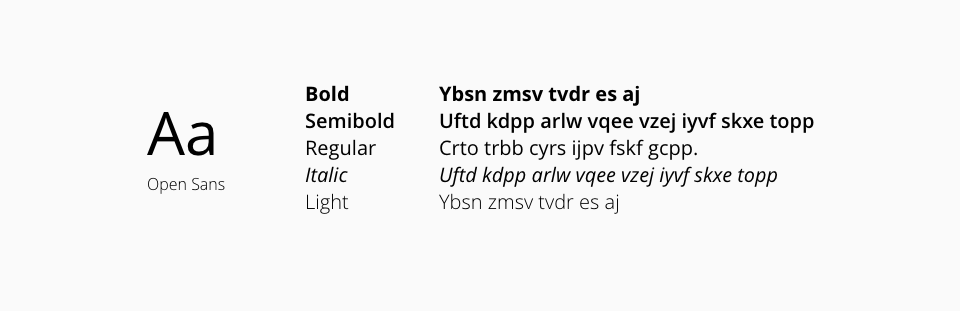 Aa
Open Sans
Bold Ybsn zmsv tvdr es aj
Semibold Uftd kdpp arlw vqee vzej iyvf skxe topp
Regular Crto trbb cyrs ijpv fskf gcpp.
Italic Uftd kdpp arlw vqee vzej iyvf skxe topp
Light Ybsn zmsv tvdr es aj